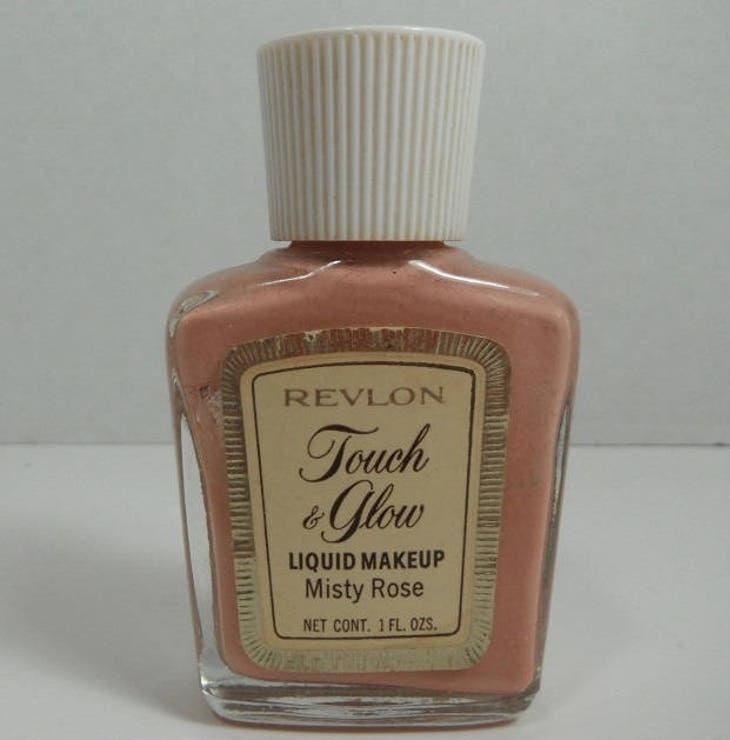 REVLON
Touch
& Glow
LIQUID MAKEUP
Misty Rose
NET CONT. 1 FL. OZS.